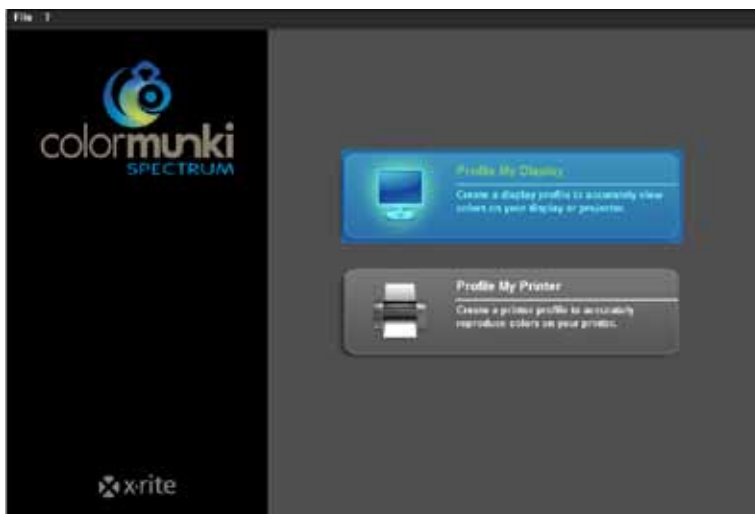 File ?
colormunki
SPECTRUM
Profile My Display
Create a display profile to accurately view
colors on your display or projector.
Profile My Printer
Create a printer profile to accurately
reproduce colors on your printer.
x·rite